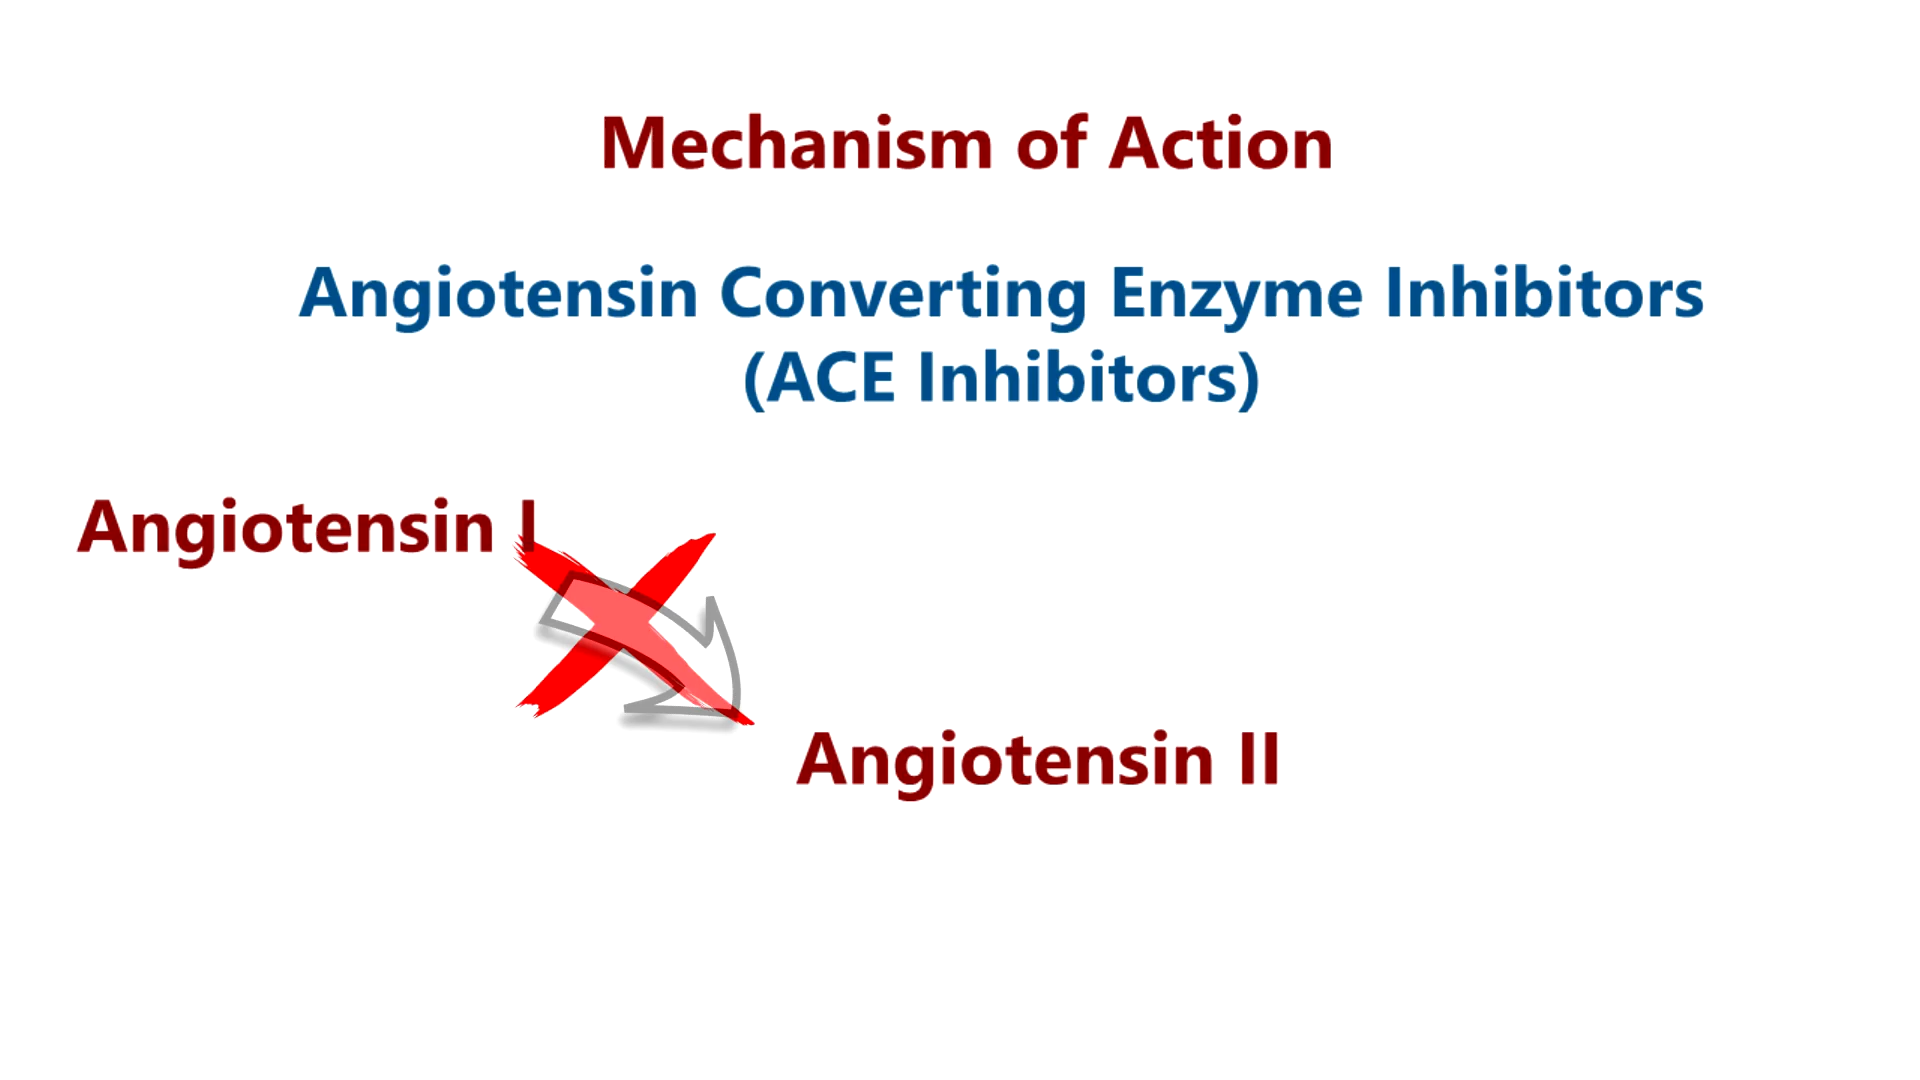 Mechanism of Action
Angiotensin Converting Enzyme Inhibitors
(ACE Inhibitors)
Angiotensin I
Angiotensin II